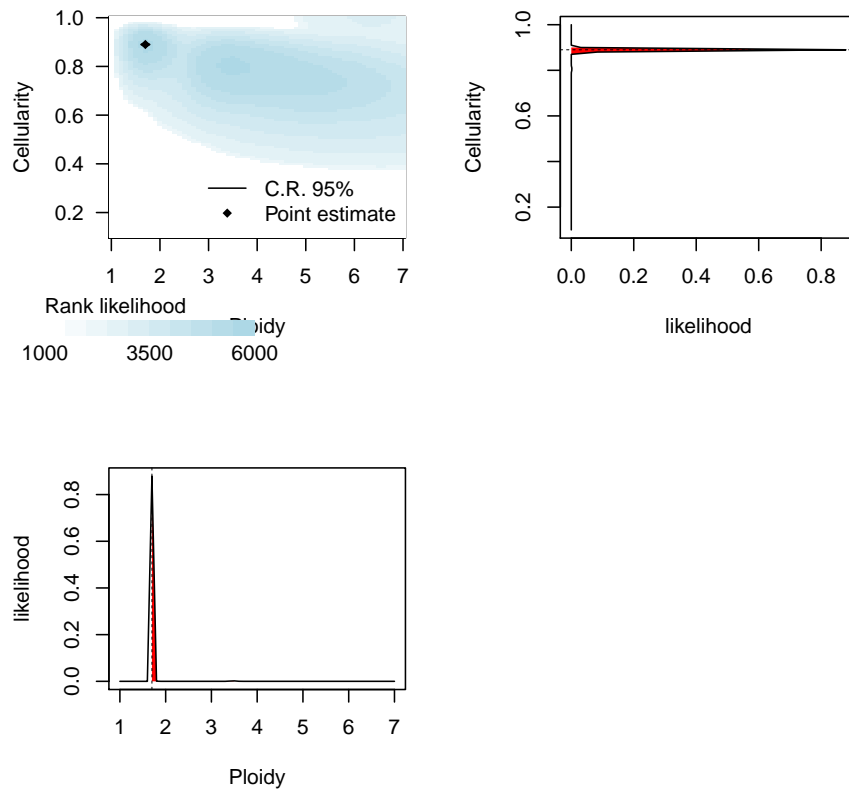 1.0
0.8
0.6
0.4
0.2
Cellularity
C.R. 95%
Point estimate
1 2 3 4 5 6 7
Ploidy
Rank likelihood
1000 3500 6000
1.0
0.6
0.2
Cellularity
0.0 0.2 0.4 0.6 0.8
likelihood
0.8
0.6
0.4
0.2
0.0
likelihood
1 2 3 4 5 6 7
Ploidy